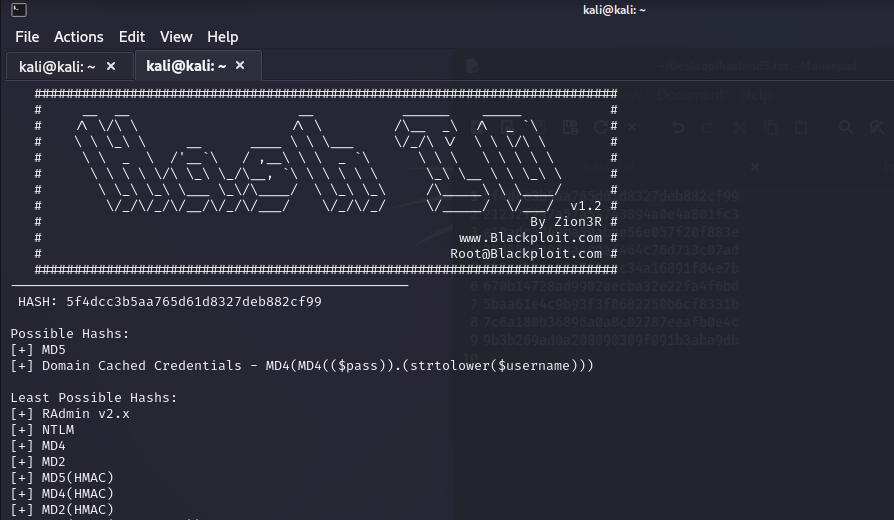 kali@kali: ~
File Actions Edit View Help
kali@kali: ~ × kali@kali: ~ ×
#########################################################################
# #
# v1.2 #
# By Zion3R #
# www.Blackploit.com #
# Root@Blackploit.com #
#########################################################################
HASH: 5f4dcc3b5aa765d61d8327deb882cf99
Possible Hashs:
[+] MD5
[+] Domain Cached Credentials - MD4(MD4(($pass)).(strtolower($username)))
Least Possible Hashs:
[+] RAdmin v2.x
[+] NTLM
[+] MD4
[+] MD2
[+] MD5(HMAC)
[+] MD4(HMAC)
[+] MD2(HMAC)